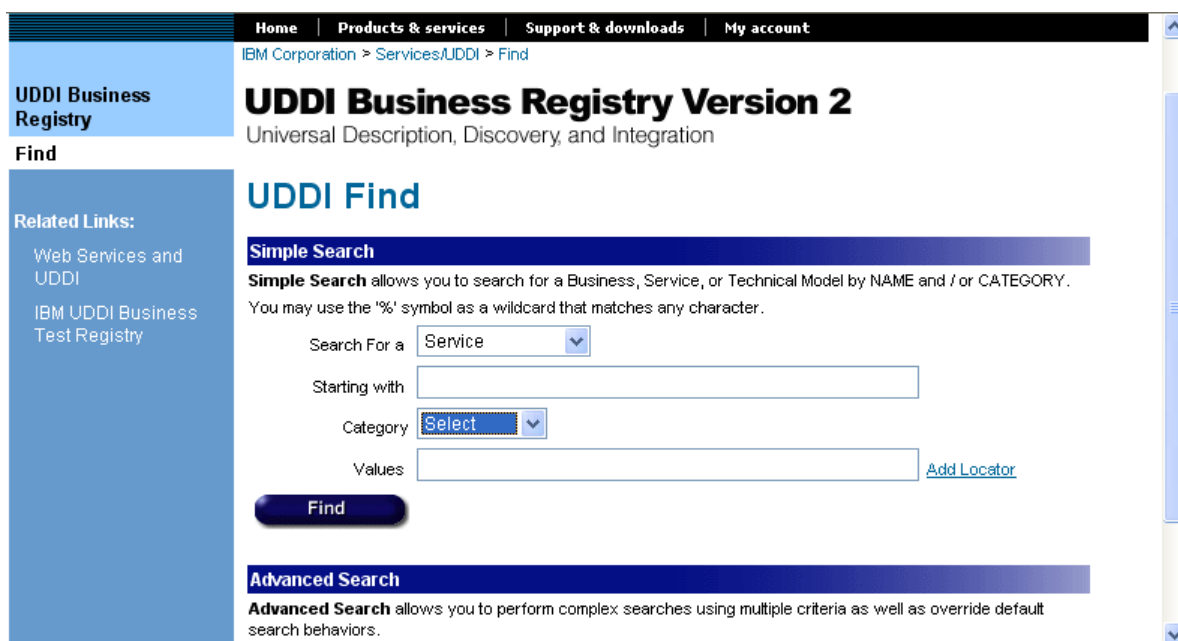 Home | Products & services | Support & downloads | My account
IBM Corporation > Services/UDDI > Find
UDDI Business
Registry
Find
Related Links:
Web Services and
UDDI
IBM UDDI Business
Test Registry
UDDI Business Registry Version 2
Universal Description, Discovery, and Integration
UDDI Find
Simple Search
Simple Search allows you to search for a Business, Service, or Technical Model by NAME and / or CATEGORY.
You may use the '%' symbol as a wildcard that matches any character.
Search For a Service
Starting with
Category Select
Values Add Locator
Find
Advanced Search
Advanced Search allows you to perform complex searches using multiple criteria as well as override default
search behaviors.